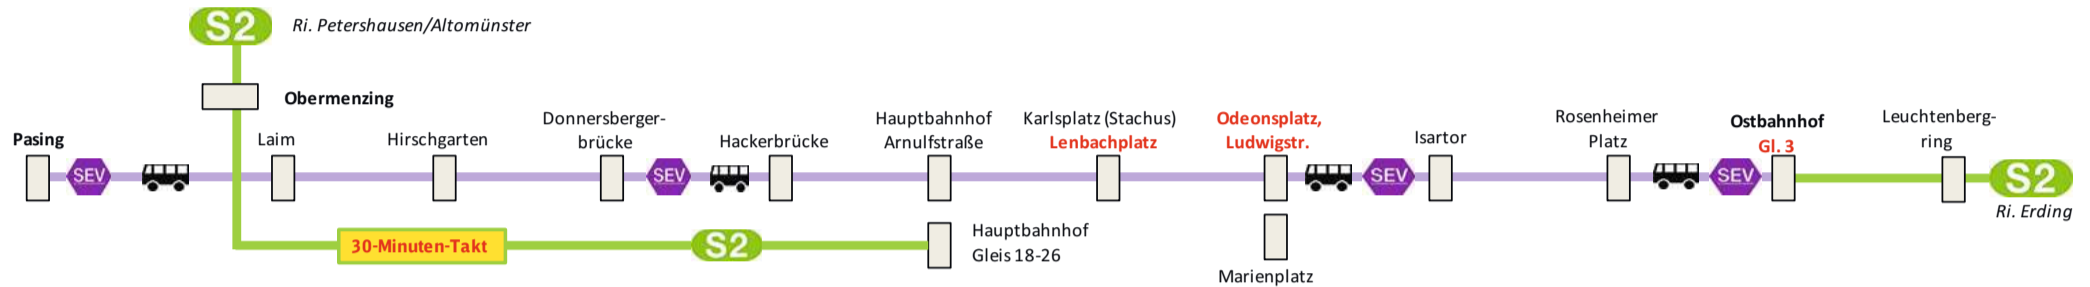 S2
Ri. Petershausen/Altomünster
Obermenzing
Pasing
SEV
Laim
Hirschgarten
Donnersberger-
brücke
SEV
Hackerbrücke
Hauptbahnhof
Arnulfstraße
Karlsplatz (Stachus)
Lenbachplatz
Odeonsplatz,
Ludwigstr.
SEV
Isartor
Rosenheimer
Platz
SEV
Ostbahnhof
Gl. 3
Leuchtenberg-
ring
S2
Ri. Erding
30-Minuten-Takt
S2
Hauptbahnhof
Gleis 18-26
Marienplatz